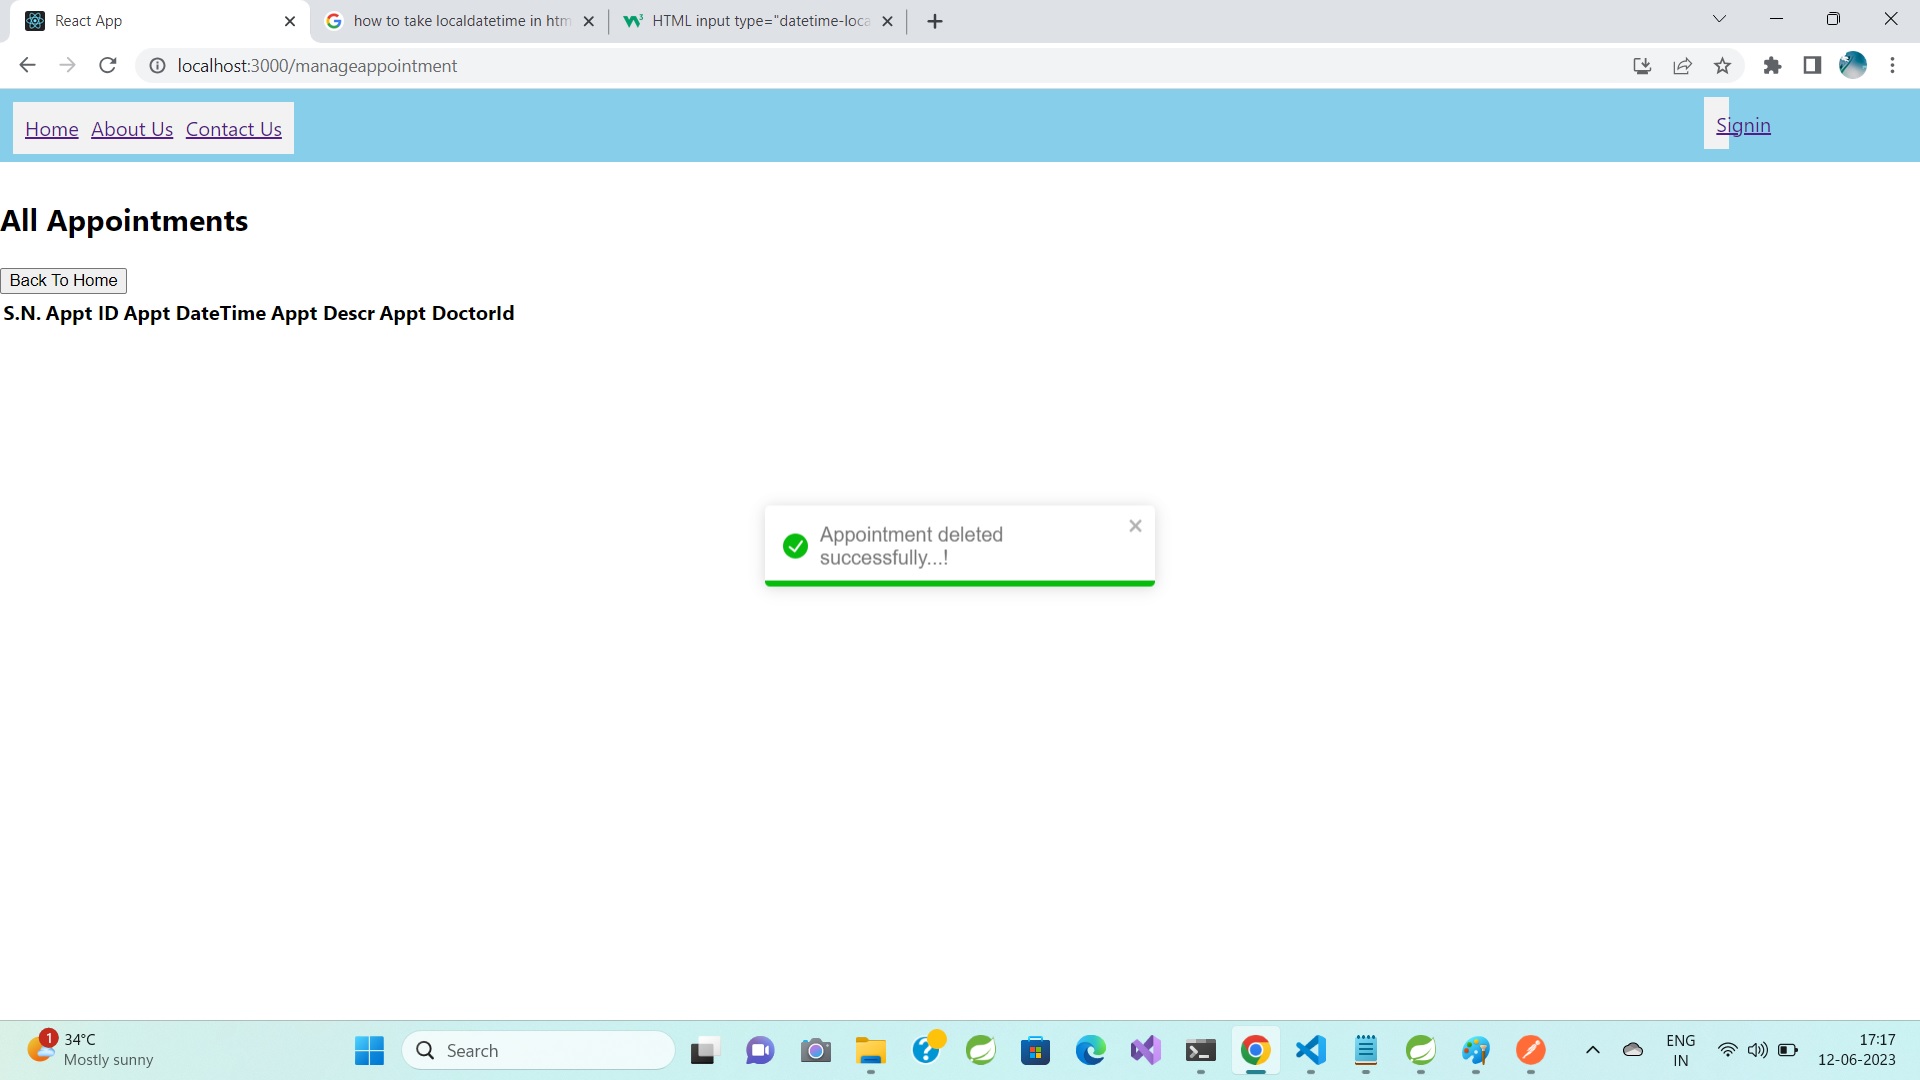 React App
how to take localdatetime in htm
HTML input type="datetime-loca
localhost:3000/manageappointment
Home About Us Contact Us
Signin
All Appointments
Back To Home
S.N. Appt ID Appt DateTime Appt Descr Appt DoctorId
Appointment deleted
successfully...!
1
34°C
Mostly sunny
Search
ENG
IN
17:17
12-06-2023